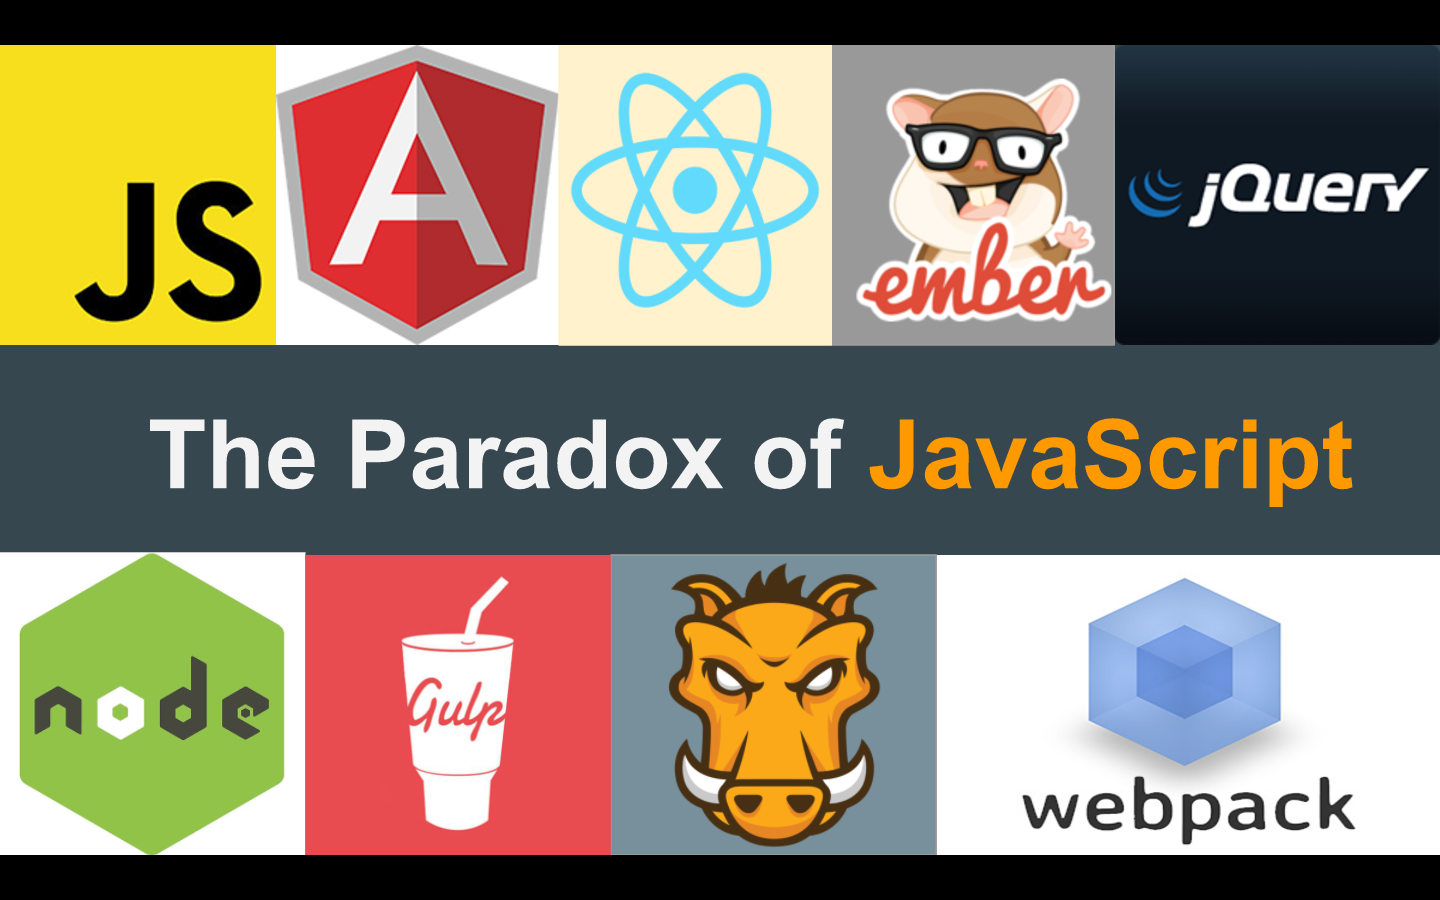 JS
A
ember
jQuery
The Paradox of JavaScript
node
Gulp
webpack